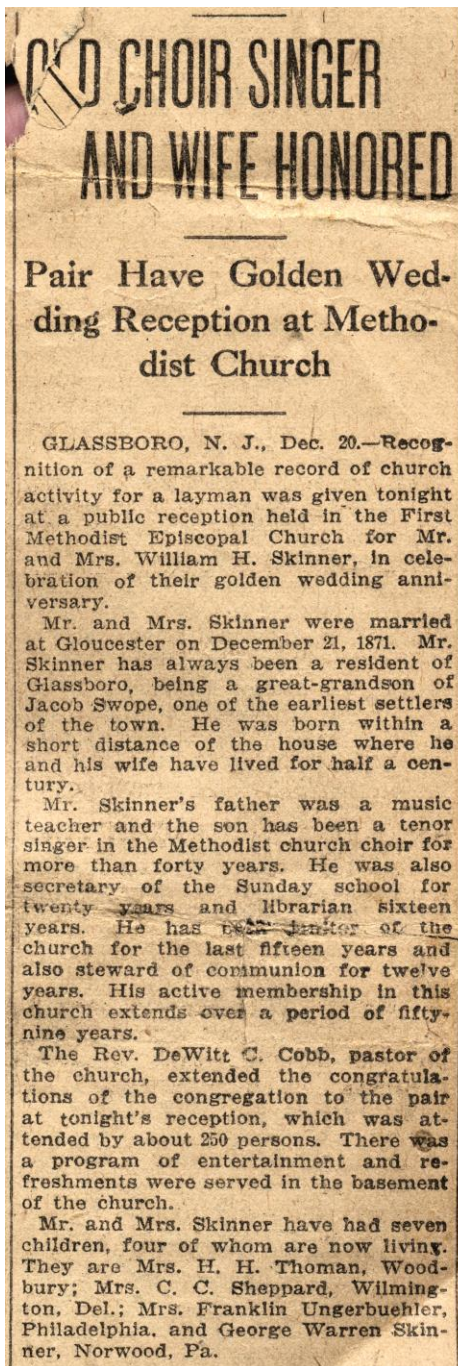 OLD CHOIR SINGER
AND WIFE HONORED
Pair Have Golden Wed-
ding Reception at Metho-
dist Church
GLASSBORO, N. J., Dec. 20.—Recog-
nition of a remarkable record of church
activity for a layman was given tonight
at a public reception held in the First
Methodist Episcopal Church for Mr.
and Mrs. William H. Skinner, in cele-
bration of their golden wedding anni-
versary.
Mr. and Mrs. Skinner were married
at Gloucester on December 21, 1871. Mr.
Skinner has always been a resident of
Glassboro, being a great-grandson of
Jacob Swope, one of the earliest settlers
of the town. He was born within a
short distance of the house where he
and his wife have lived for half a cen-
tury.
Mr. Skinner's father was a music
teacher and the son has been a tenor
singer in the Methodist church choir for
more than forty years. He was also
secretary of the Sunday school for
twenty years and librarian sixteen
years. He has been janitor of the
church for the last fifteen years and
also steward of communion for twelve
years. His active membership in this
church extends over a period of fifty-
nine years.
The Rev. DeWitt C. Cobb, pastor of
the church, extended the congratula-
tions of the congregation to the pair
at tonight's reception, which was at-
tended by about 250 persons. There was
a program of entertainment and re-
freshments were served in the basement
of the church.
Mr. and Mrs. Skinner have had seven
children, four of whom are now living.
They are Mrs. H. H. Thoman, Wood-
bury; Mrs. C. C. Sheppard, Wilming-
ton, Del.; Mrs. Franklin Ungerbuehler,
Philadelphia, and George Warren Skin-
ner, Norwood, Pa.